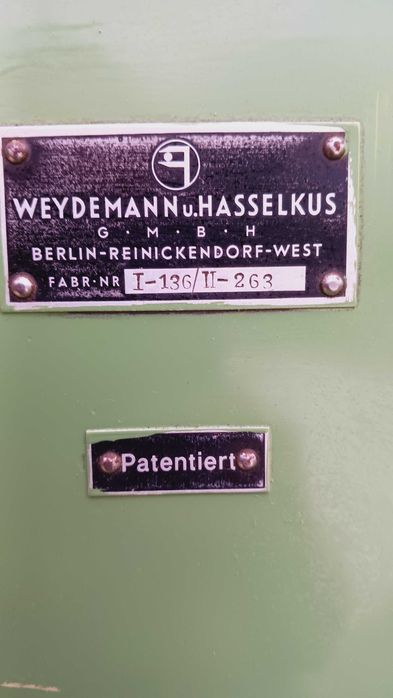 WEYDEMANN u. HASSELKUS
G·M·B·H
BERLIN-REINICKENDORF-WEST
FABR·NR I-136/II-263
Patentiert